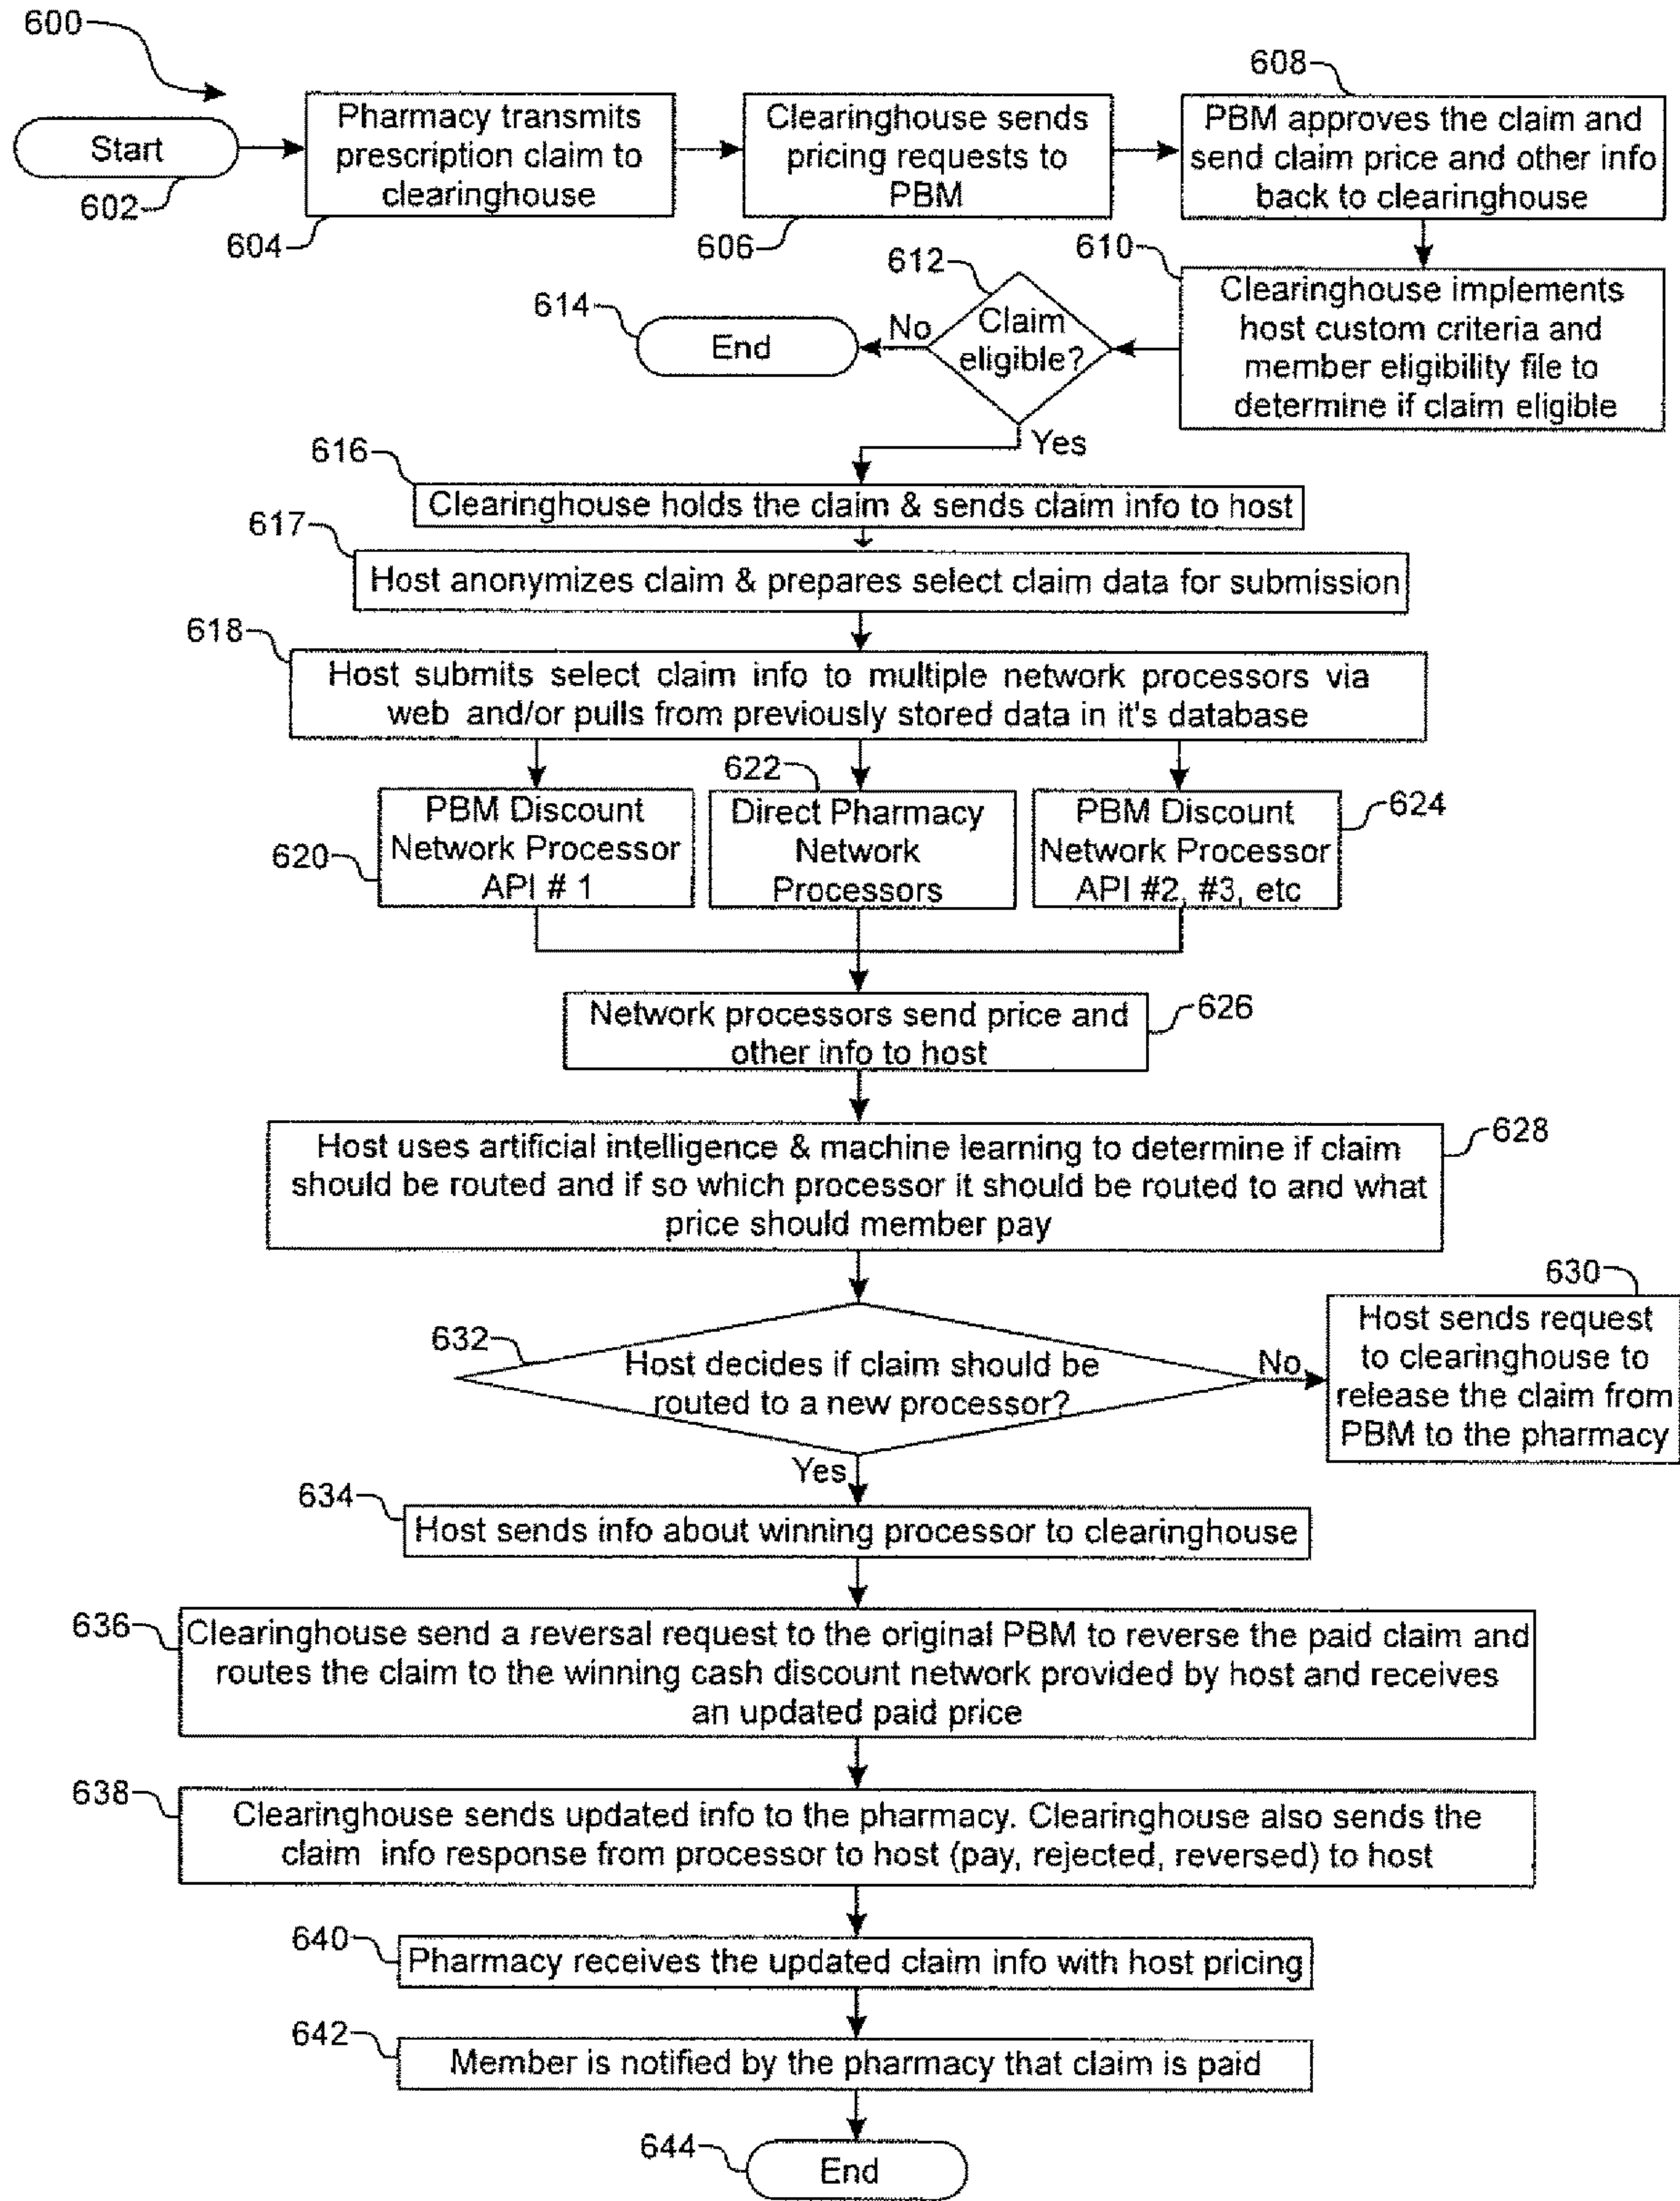 600
Start
602
Pharmacy transmits
prescription claim to
clearinghouse
604
Clearinghouse sends
pricing requests to
PBM
606
608
PBM approves the claim and
send claim price and other info
back to clearinghouse
610
Clearinghouse implements
host custom criteria and
member eligibility file to
determine if claim eligible
612
Claim
eligible?
No
614
End
Yes
616
Clearinghouse holds the claim & sends claim info to host
617
Host anonymizes claim & prepares select claim data for submission
618
Host submits select claim info to multiple network processors via
web and/or pulls from previously stored data in it's database
620
PBM Discount
Network Processor
API # 1
622
Direct Pharmacy
Network
Processors
624
PBM Discount
Network Processor
API #2, #3, etc
Network processors send price and
other info to host
626
Host uses artificial intelligence & machine learning to determine if claim
should be routed and if so which processor it should be routed to and what
price should member pay
628
632
Host decides if claim should be
routed to a new processor?
No
630
Host sends request
to clearinghouse to
release the claim from
PBM to the pharmacy
Yes
634
Host sends info about winning processor to clearinghouse
636
Clearinghouse send a reversal request to the original PBM to reverse the paid claim and
routes the claim to the winning cash discount network provided by host and receives
an updated paid price
638
Clearinghouse sends updated info to the pharmacy. Clearinghouse also sends the
claim info response from processor to host (pay, rejected, reversed) to host
640
Pharmacy receives the updated claim info with host pricing
642
Member is notified by the pharmacy that claim is paid
644
End